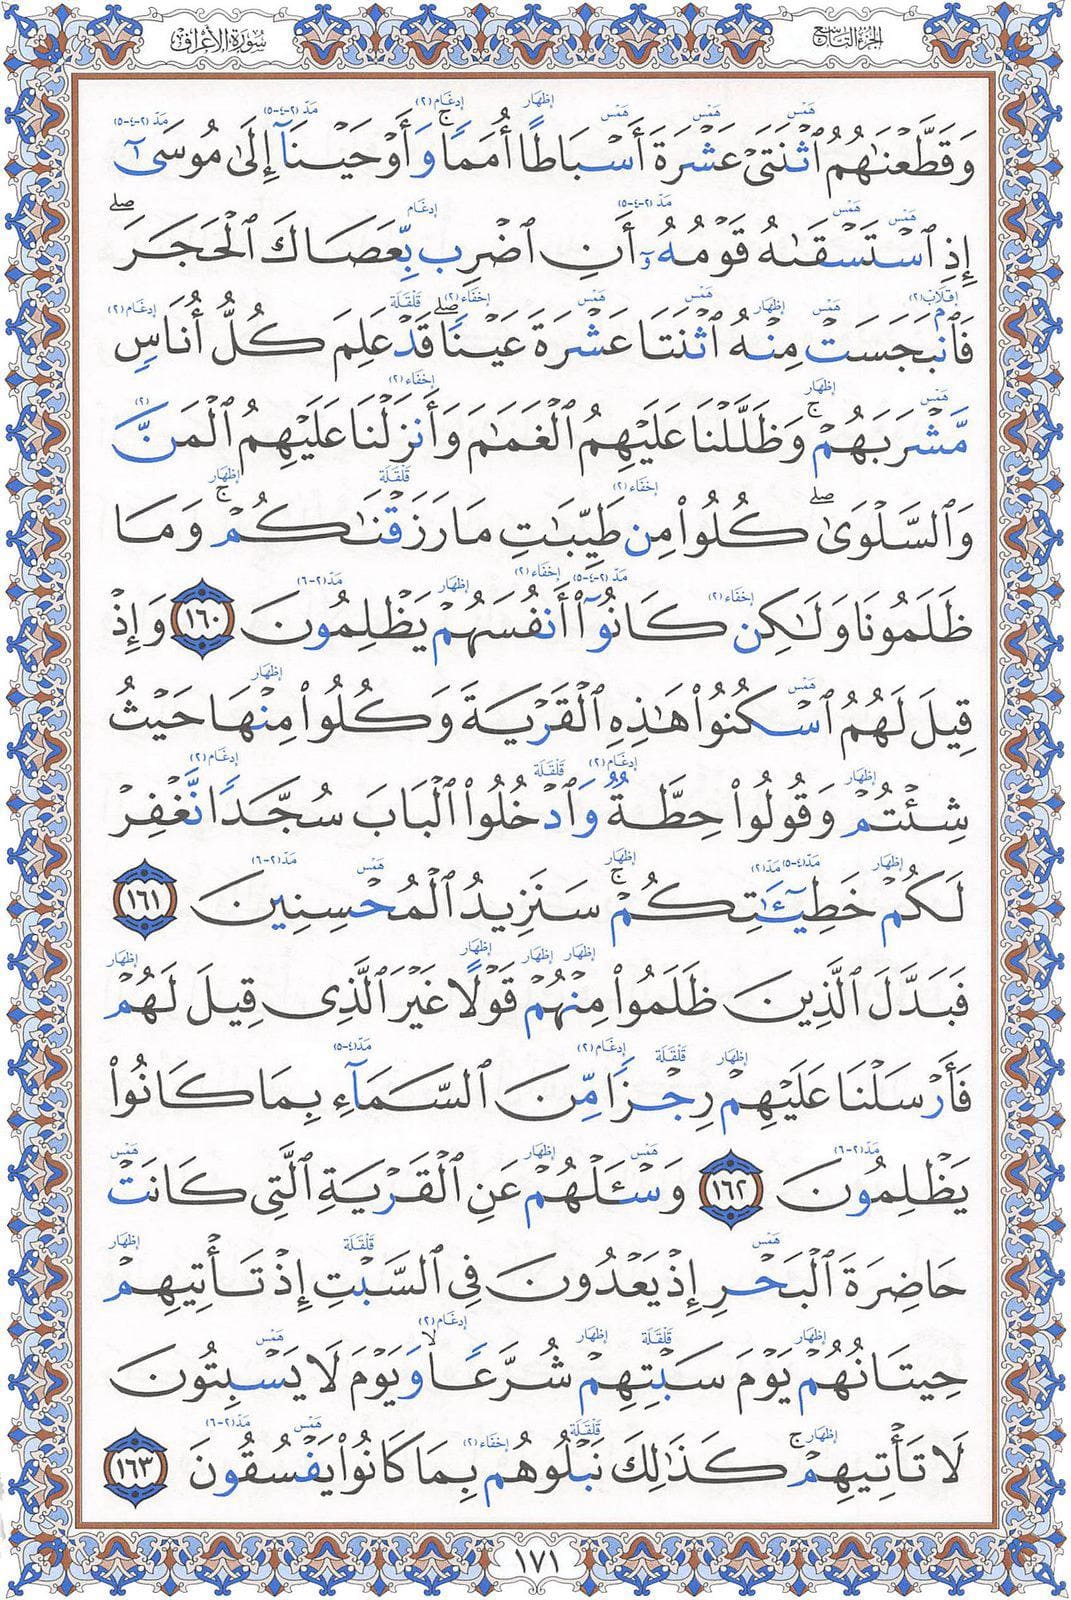 الجزء التاسع
سورة الأعراف
وَقَطَّعْنَٰهُمُ ٱثْنَتَىْ عَشْرَةَ أَسْبَاطًا أُمَمًاۚ وَأَوْحَيْنَآ إِلَىٰ مُوسَىٰٓ
إِذِ ٱسْتَسْقَىٰهُ قَوْمُهُۥٓ أَنِ ٱضْرِب بِّعَصَاكَ ٱلْحَجَرَۖ
فَٱنۢبَجَسَتْ مِنْهُ ٱثْنَتَا عَشْرَةَ عَيْنًاۖ قَدْ عَلِمَ كُلُّ أُنَاسٍ
مَّشْرَبَهُمْۚ وَظَلَّلْنَا عَلَيْهِمُ ٱلْغَمَٰمَ وَأَنزَلْنَا عَلَيْهِمُ ٱلْمَنَّ
وَٱلسَّلْوَىٰۖ كُلُوا۟ مِن طَيِّبَٰتِ مَا رَزَقْنَٰكُمْۚ وَمَا
ظَلَمُونَا وَلَٰكِن كَانُوٓا۟ أَنفُسَهُمْ يَظْلِمُونَ ١٦٠ وَإِذْ
قِيلَ لَهُمُ ٱسْكُنُوا۟ هَٰذِهِ ٱلْقَرْيَةَ وَكُلُوا۟ مِنْهَا حَيْثُ
شِئْتُمْ وَقُولُوا۟ حِطَّةٌ وَٱدْخُلُوا۟ ٱلْبَابَ سُجَّدًا نَّغْفِرْ
لَكُمْ خَطِيٓـَٰٔتِكُمْۚ سَنَزِيدُ ٱلْمُحْسِنِينَ ١٦١
فَبَدَّلَ ٱلَّذِينَ ظَلَمُوا۟ مِنْهُمْ قَوْلًا غَيْرَ ٱلَّذِى قِيلَ لَهُمْ
فَأَرْسَلْنَا عَلَيْهِمْ رِجْزًا مِّنَ ٱلسَّمَآءِ بِمَا كَانُوا۟
يَظْلِمُونَ ١٦٢ وَسْـَٔلْهُمْ عَنِ ٱلْقَرْيَةِ ٱلَّتِى كَانَتْ
حَاضِرَةَ ٱلْبَحْرِ إِذْ يَعْدُونَ فِى ٱلسَّبْتِ إِذْ تَأْتِيهِمْ
حِيتَانُهُمْ يَوْمَ سَبْتِهِمْ شُرَّعًا وَيَوْمَ لَا يَسْبِتُونَۙ
لَا تَأْتِيهِمْۚ كَذَٰلِكَ نَبْلُوهُم بِمَا كَانُوا۟ يَفْسُقُونَ ١٦٣
١٧١